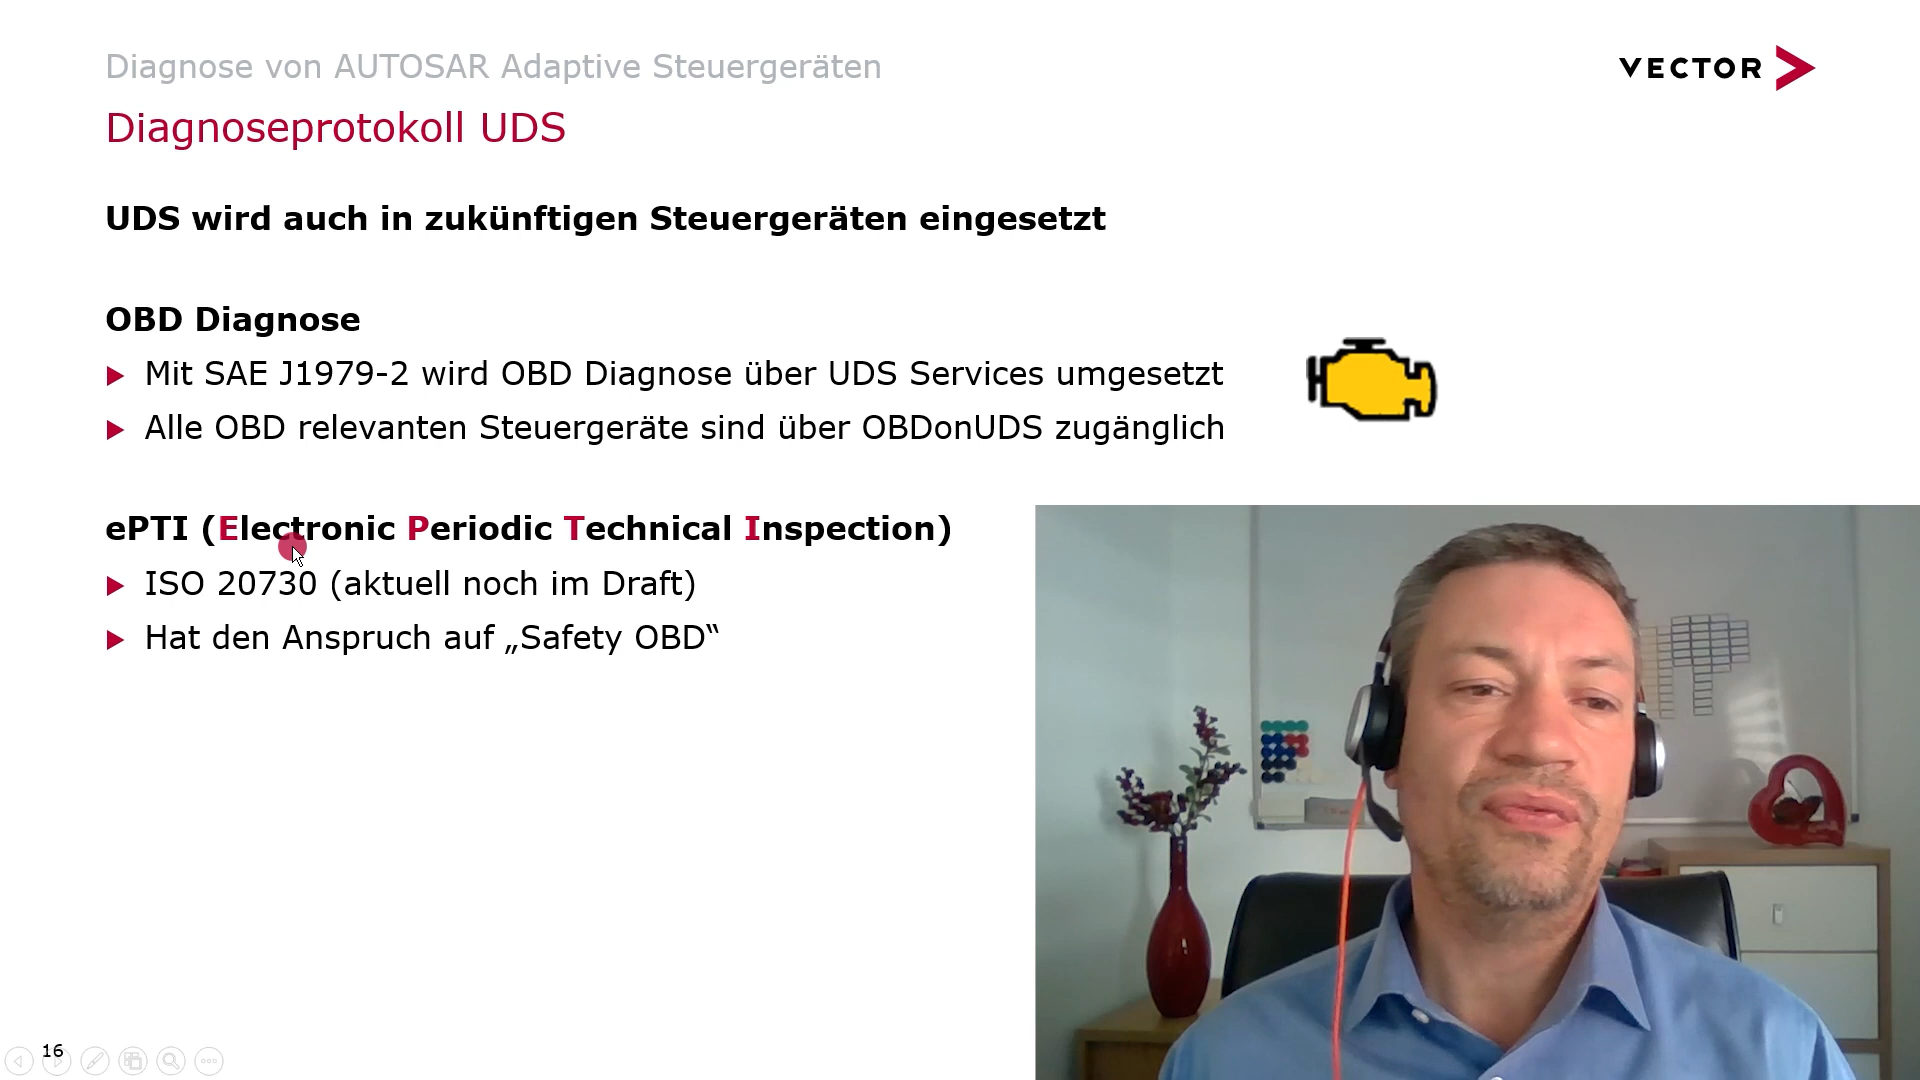 Diagnose von AUTOSAR Adaptive Steuergeräten
VECTOR
Diagnoseprotokoll UDS
UDS wird auch in zukünftigen Steuergeräten eingesetzt
OBD Diagnose
Mit SAE J1979-2 wird OBD Diagnose über UDS Services umgesetzt
Alle OBD relevanten Steuergeräte sind über OBDonUDS zugänglich
ePTI (Electronic Periodic Technical Inspection)
ISO 20730 (aktuell noch im Draft)
Hat den Anspruch auf „Safety OBD“
16